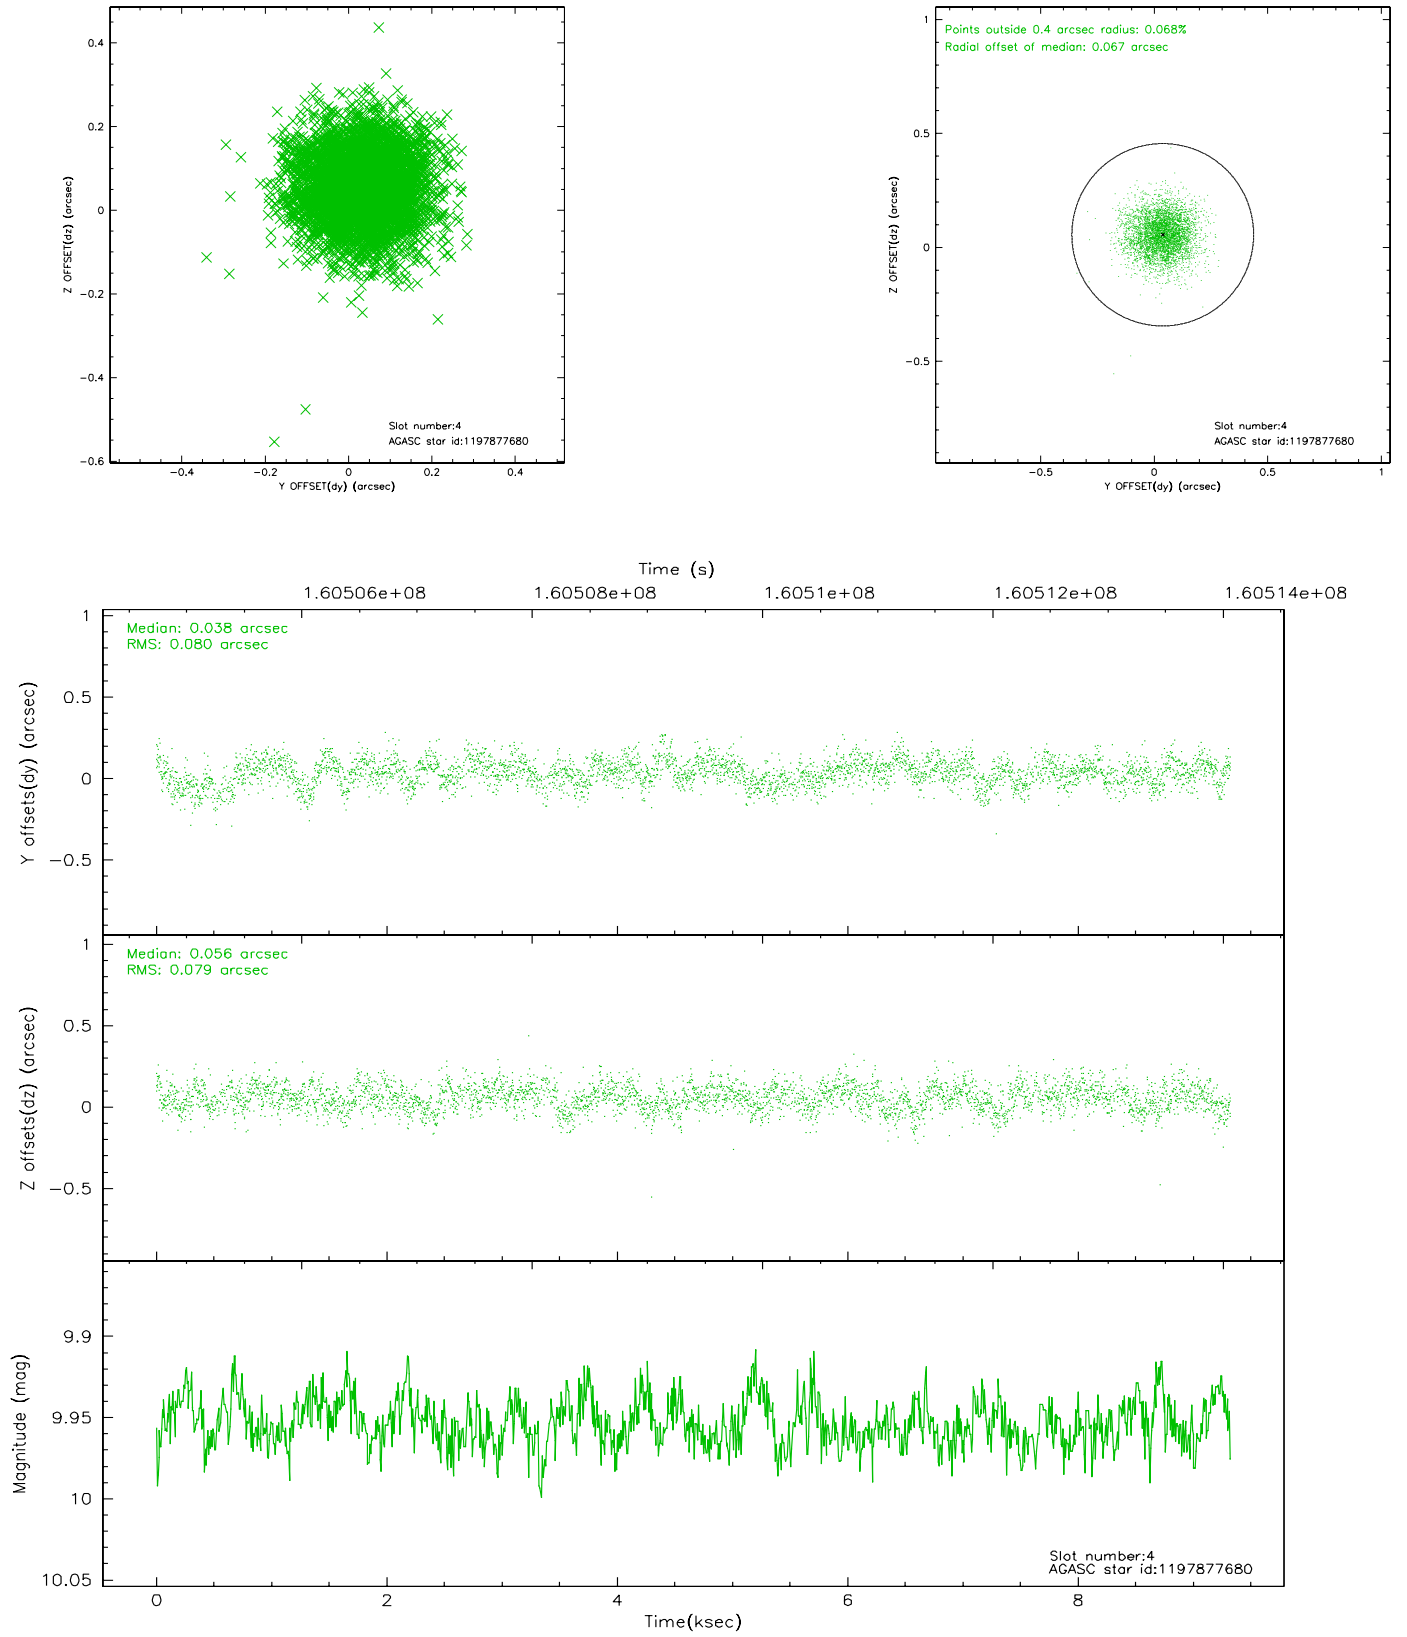 0.4
0.2
0
−0.2
−0.4
−0.6
Z OFFSET(dz) (arcsec)
−0.4 −0.2 0 0.2 0.4
Y OFFSET(dy) (arcsec)
Slot number:4
AGASC star id:1197877680
Points outside 0.4 arcsec radius: 0.068%
Radial offset of median: 0.067 arcsec
1
0.5
0
−0.5
Z OFFSET(dz) (arcsec)
−0.5 0 0.5 1
Y OFFSET(dy) (arcsec)
Slot number:4
AGASC star id:1197877680
Time (s)
1.60506e+08 1.60508e+08 1.6051e+08 1.60512e+08 1.60514e+08
Median: 0.038 arcsec
RMS: 0.080 arcsec
1
0.5
0
−0.5
Y offsets(dy) (arcsec)
Median: 0.056 arcsec
RMS: 0.079 arcsec
1
0.5
0
−0.5
Z offsets(dz) (arcsec)
9.9
9.95
10
10.05
Magnitude (mag)
Slot number:4
AGASC star id:1197877680
0 2 4 6 8
Time(ksec)